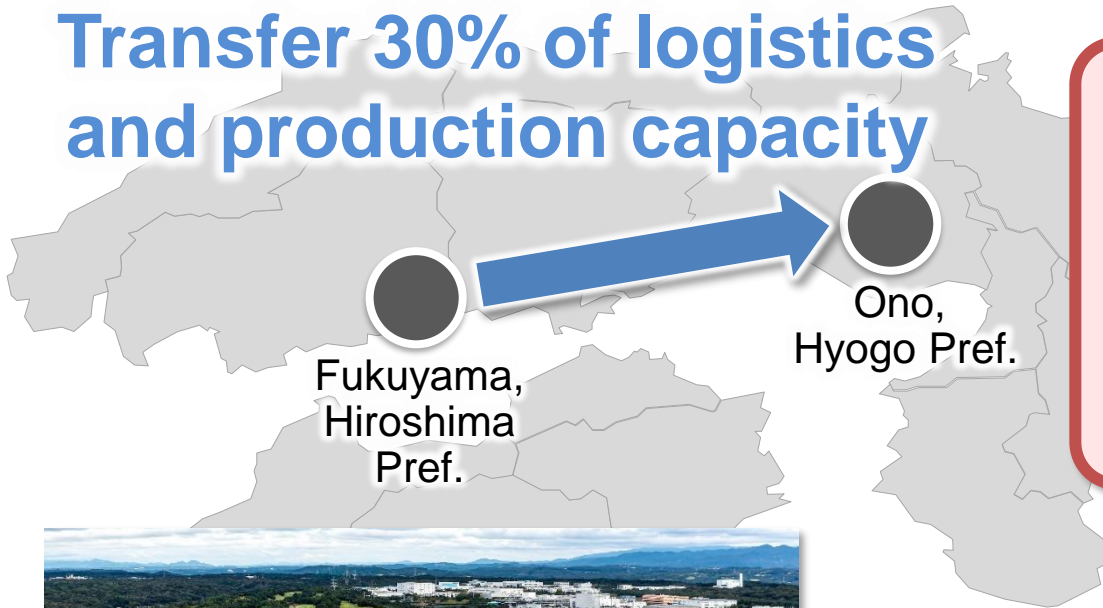 Transfer 30% of logistics
and production capacity
Ono,
Hyogo Pref.
Fukuyama,
Hiroshima
Pref.